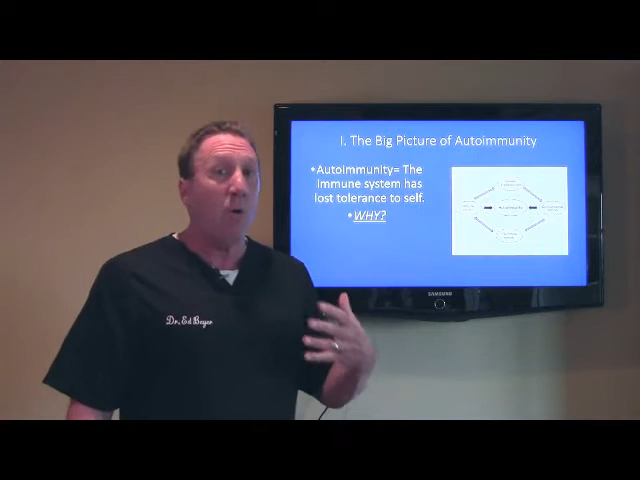 I. The Big Picture of Autoimmunity
•Autoimmunity= The
immune system has
lost tolerance to self.
•WHY?
Autoimmunity
SAMSUNG
Dr. Ed Beyer